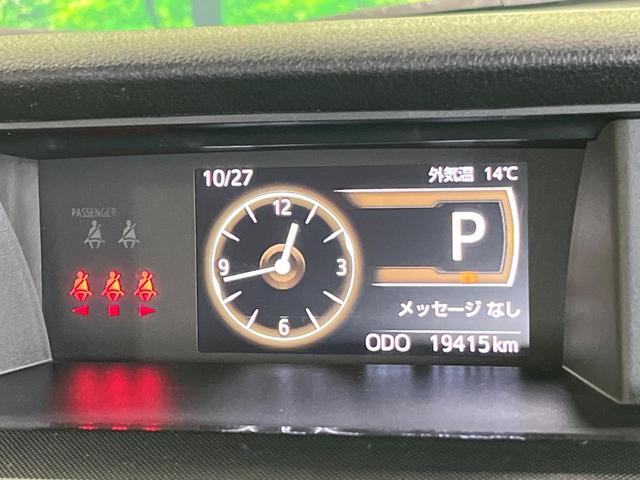 10/27 外気温 14℃
PASSENGER
12
9 3
6
P
メッセージ なし
ODO 19415km